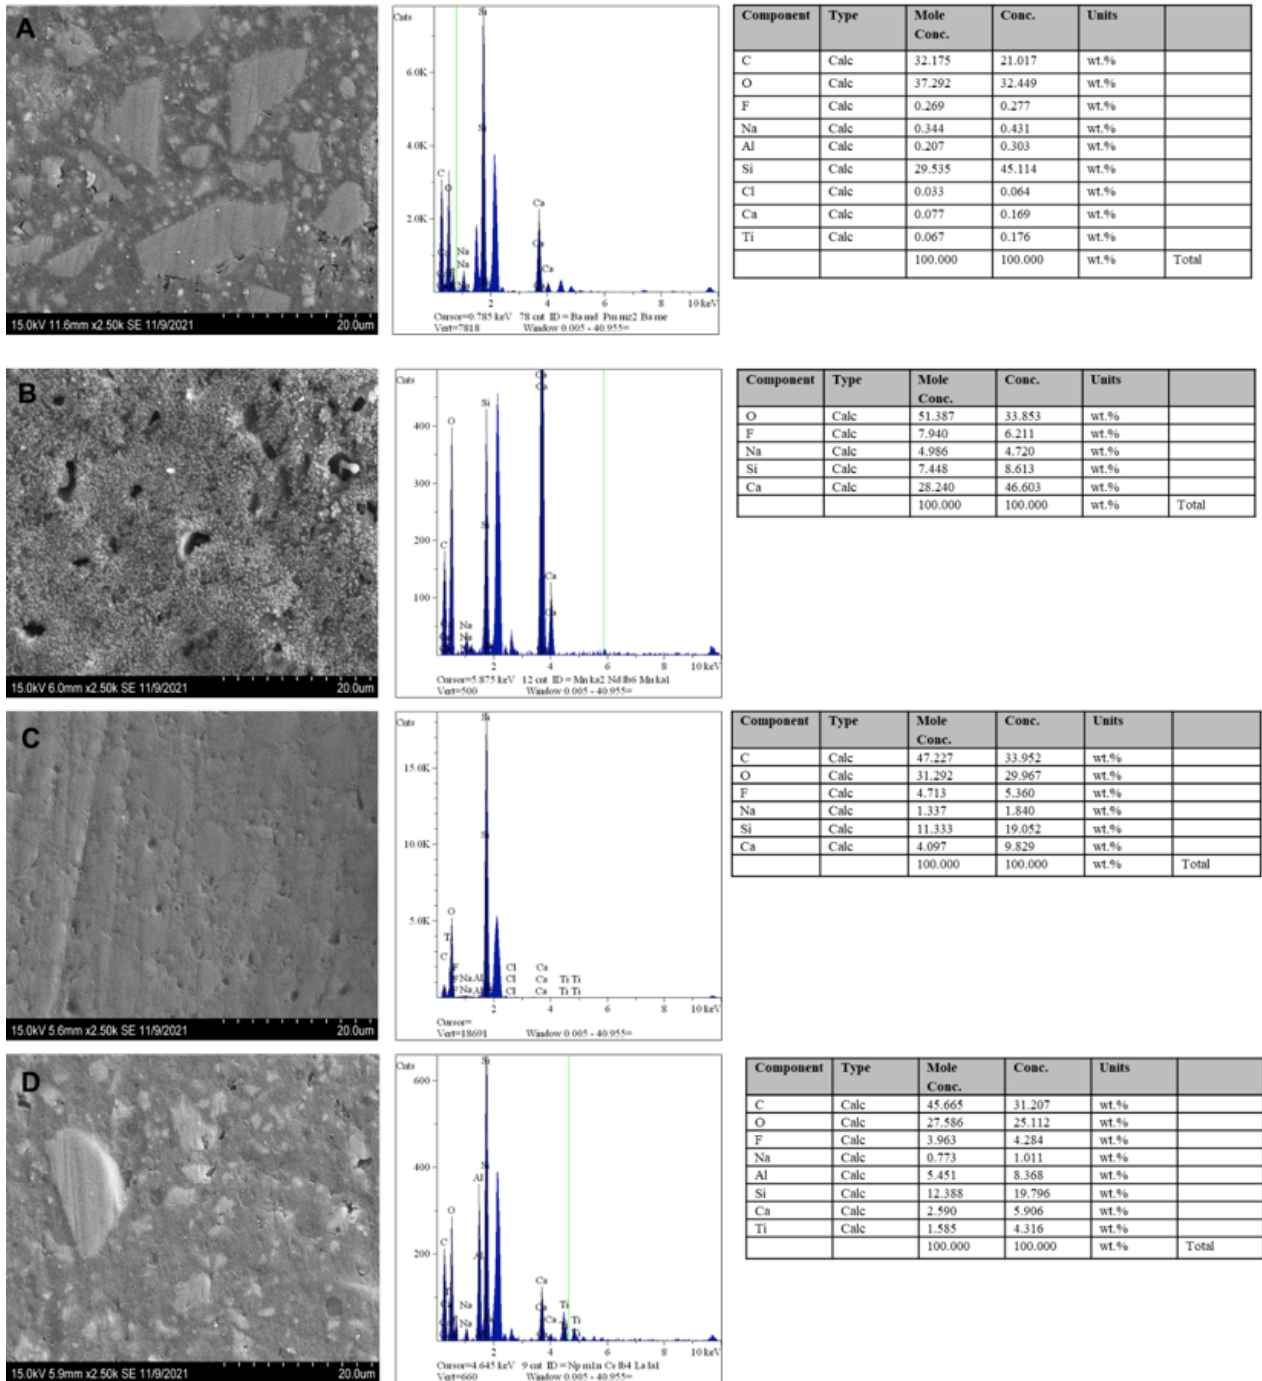 A
15.0kV 11.6mm x2.50k SE 11/9/2021 20.0um
Cnts
Si
6.0K
Si
4.0K
C
O
2.0K
Ca
Na
Ca
Na
Ca
Na
Ca
2 4 6 8 10 keV
Cursor=0.785 keV 78 cnt ID = Ba md Pm mz2 Ba me
Vert=7818 Window 0.005 - 40.955=
Component Type Mole Conc. Conc. Units
C Calc 32.175 21.017 wt.%
O Calc 37.292 32.449 wt.%
F Calc 0.269 0.277 wt.%
Na Calc 0.344 0.431 wt.%
Al Calc 0.207 0.303 wt.%
Si Calc 29.535 45.114 wt.%
Cl Calc 0.033 0.064 wt.%
Ca Calc 0.077 0.169 wt.%
Ti Calc 0.067 0.176 wt.%
100.000 100.000 wt.% Total
B
15.0kV 6.0mm x2.50k SE 11/9/2021 20.0um
Cnts
Ca
Ca
Si
O
400
300
Si
200
C
Ca
100
Na
Ca
Na
2 4 6 8 10 keV
Cursor=5.875 keV 12 cnt ID = Mn ka2 Nd lb6 Mn ka1
Vert=500 Window 0.005 - 40.955=
Component Type Mole Conc. Conc. Units
O Calc 51.387 33.853 wt.%
F Calc 7.940 6.211 wt.%
Na Calc 4.986 4.720 wt.%
Si Calc 7.448 8.613 wt.%
Ca Calc 28.240 46.603 wt.%
100.000 100.000 wt.% Total
C
15.0kV 5.6mm x2.50k SE 11/9/2021 20.0um
Cnts
Si
15.0K
Si
10.0K
O
5.0K
Ti
C
F Cl Ca
F Na Al Cl Ca Ti Ti
F Na Al Cl Ca Ti Ti
2 4 6 8 10 keV
Cursor=
Vert=18691 Window 0.005 - 40.955=
Component Type Mole Conc. Conc. Units
C Calc 47.227 33.952 wt.%
O Calc 31.292 29.967 wt.%
F Calc 4.713 5.360 wt.%
Na Calc 1.337 1.840 wt.%
Si Calc 11.333 19.052 wt.%
Ca Calc 4.097 9.829 wt.%
100.000 100.000 wt.% Total
D
15.0kV 5.9mm x2.50k SE 11/9/2021 20.0um
Cnts
Si
600
Si
400
Al
O
C
200
Al
Ca
Na
Ca
Ti
Na
Ca
Ti
2 4 6 8 10 keV
Cursor=4.645 keV 9 cnt ID = Np m1n Cs lb4 La la1
Vert=660 Window 0.005 - 40.955=
Component Type Mole Conc. Conc. Units
C Calc 45.665 31.207 wt.%
O Calc 27.586 25.112 wt.%
F Calc 3.963 4.284 wt.%
Na Calc 0.773 1.011 wt.%
Al Calc 5.451 8.368 wt.%
Si Calc 12.388 19.796 wt.%
Ca Calc 2.590 5.906 wt.%
Ti Calc 1.585 4.316 wt.%
100.000 100.000 wt.% Total